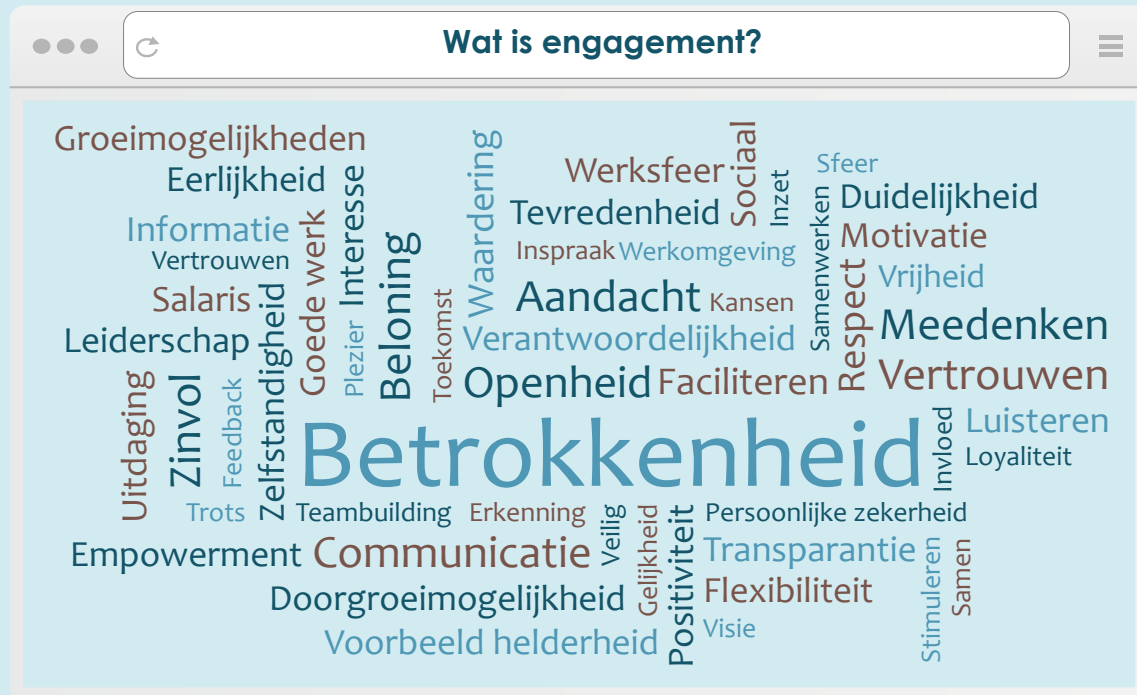 Wat is engagement?
Groeimogelijkheden
Eerlijkheid
Informatie
Vertrouwen
Salaris
Leiderschap
Goede werk
Interesse
Plezier
Beloning
Toekomst
Waardering
Werksfeer
Sociaal
Tevredenheid
Inzet
Inspraak
Werkomgeving
Aandacht
Kansen
Verantwoordelijkheid
Openheid
Faciliteren
Sfeer
Duidelijkheid
Samenwerken
Motivatie
Respect
Vrijheid
Meedenken
Vertrouwen
Uitdaging
Zinvol
Feedback
Zelfstandigheid
Betrokkenheid
Invloed
Luisteren
Loyaliteit
Trots
Teambuilding
Erkenning
Veilig
Gelijkheid
Positiviteit
Persoonlijke zekerheid
Empowerment
Communicatie
Transparantie
Doorgroeimogelijkheid
Flexibiliteit
Stimuleren
Samen
Voorbeeld helderheid
Visie